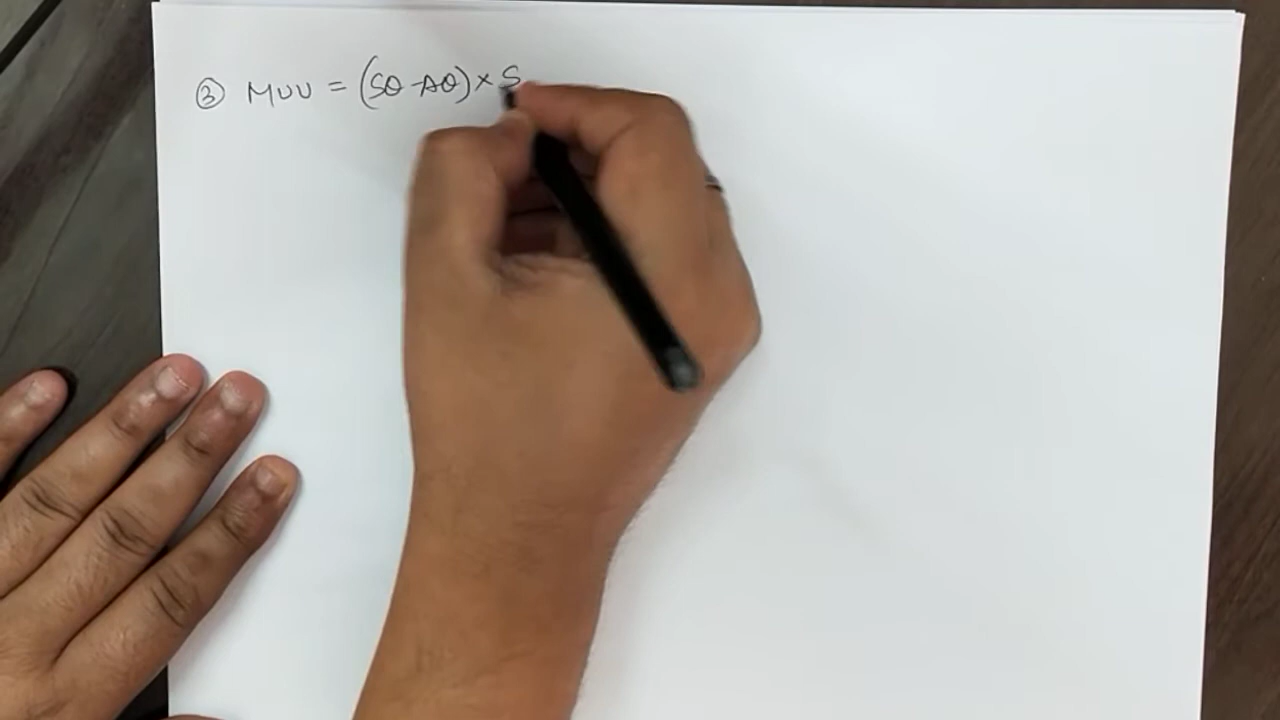 ③ MUV = (SQ-AQ)×S